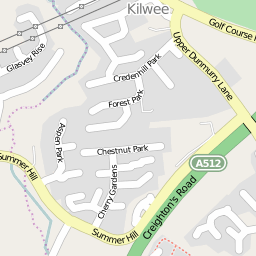 Kilwee
Golf Course R
Glasvey Rise
Upper Dunmurry Lane
Credenhill Park
Forest Park
Aspen Park
Chestnut Park
A512
Summer Hill
Cherry Gardens
Creighton's Road
Summer Hill